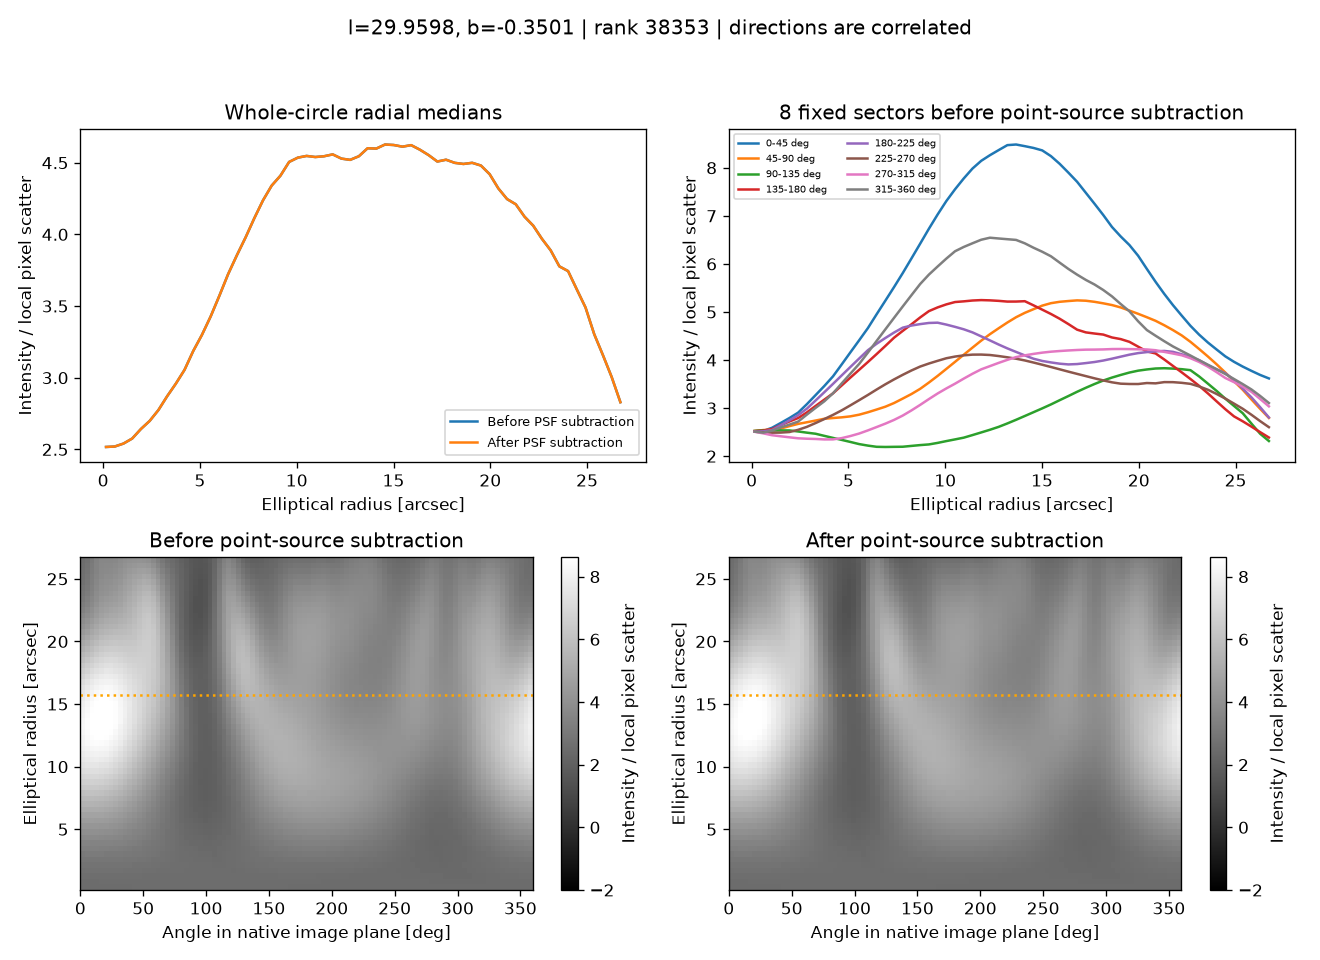 l=29.9598, b=-0.3501 | rank 38353 | directions are correlated
Whole-circle radial medians
Intensity / local pixel scatter
4.5
4.0
3.5
3.0
2.5
0 5 10 15 20 25
Elliptical radius [arcsec]
Before PSF subtraction
After PSF subtraction
8 fixed sectors before point-source subtraction
Intensity / local pixel scatter
8
7
6
5
4
3
2
0 5 10 15 20 25
Elliptical radius [arcsec]
0-45 deg
45-90 deg
90-135 deg
135-180 deg
180-225 deg
225-270 deg
270-315 deg
315-360 deg
Before point-source subtraction
Elliptical radius [arcsec]
25
20
15
10
5
0 50 100 150 200 250 300 350
Angle in native image plane [deg]
8
6
4
2
0
−2
Intensity / local pixel scatter
After point-source subtraction
Elliptical radius [arcsec]
25
20
15
10
5
0 50 100 150 200 250 300 350
Angle in native image plane [deg]
8
6
4
2
0
−2
Intensity / local pixel scatter